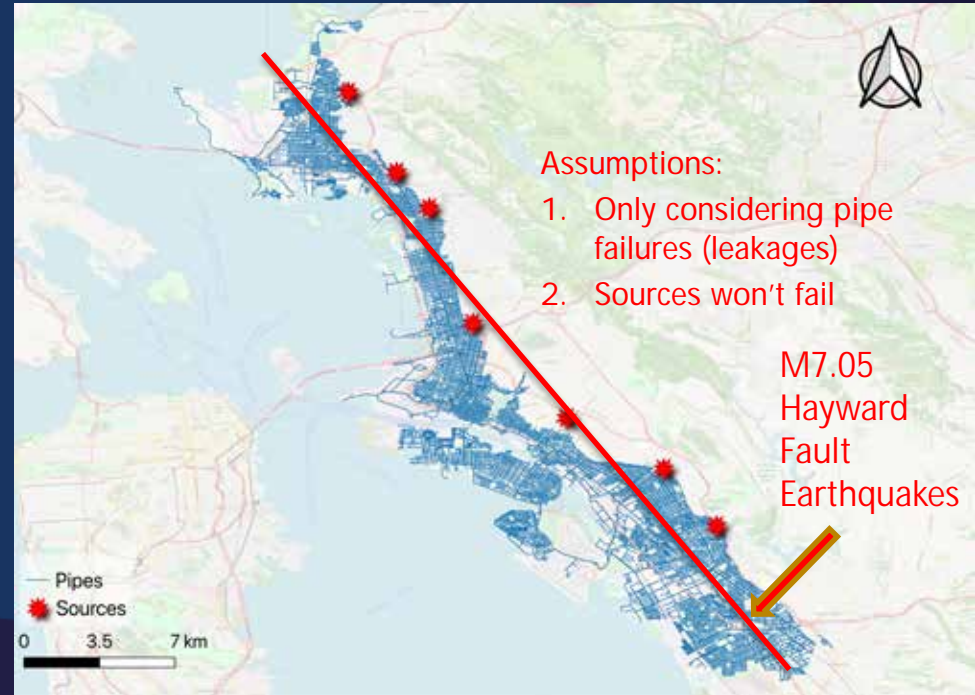 Assumptions:
1. Only considering pipe
failures (leakages)
2. Sources won't fail
M7.05
Hayward
Fault
Earthquakes
Pipes
Sources
0 3.5 7 km